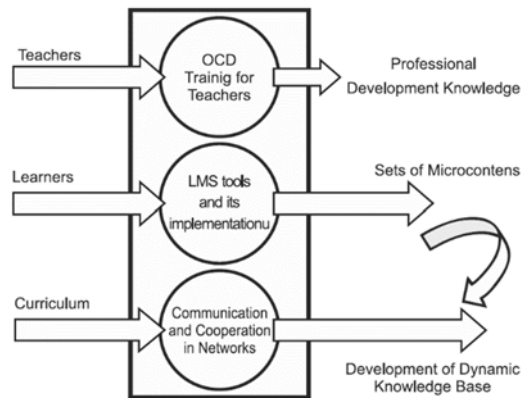 Teachers
OCD
Trainig for
Teachers
Professional
Development Knowledge
Learners
LMS tools
and its
implementationu
Sets of Microcontens
Curriculum
Communication
and Cooperation
in Networks
Development of Dynamic
Knowledge Base